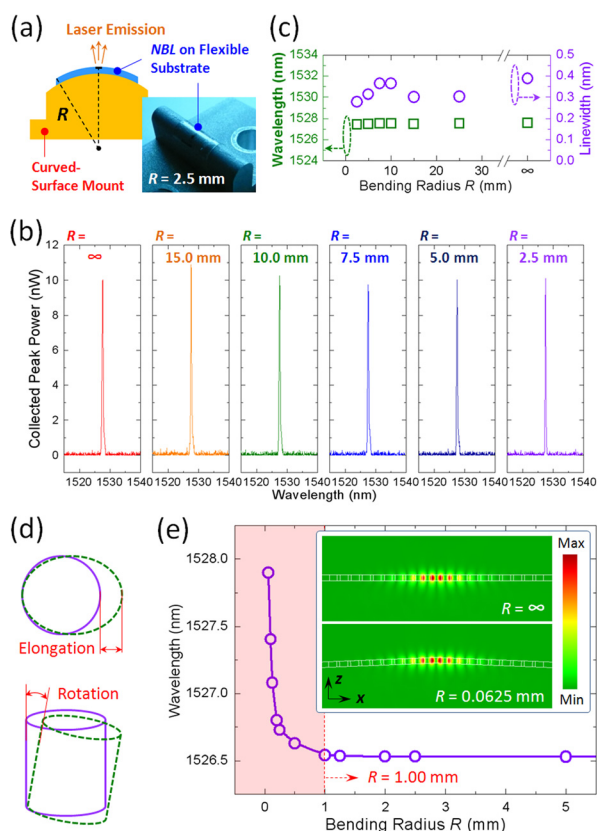 (a)
Laser Emission
NBL on Flexible
Substrate
R
Curved-
Surface Mount
R = 2.5 mm
(c)
Wavelength (nm)
1534
1532
1530
1528
1526
1524
0.5
0.4
0.3
0.2
0.1
0.0
Linewidth (nm)
0 10 20 30 ∞
Bending Radius R (mm)
(b)
R = ∞
R = 15.0 mm
R = 10.0 mm
R = 7.5 mm
R = 5.0 mm
R = 2.5 mm
Collected Peak Power (nW)
12
10
8
6
4
2
0
1520 1530 1540 1520 1530 1540 1520 1530 1540 1520 1530 1540 1520 1530 1540 1520 1530 1540
Wavelength (nm)
(d)
Elongation
Rotation
(e)
Wavelength (nm)
1528.0
1527.5
1527.0
1526.5
Max
Min
R = ∞
z
x
R = 0.0625 mm
R = 1.00 mm
0 1 2 3 4 5
Bending Radius R (mm)